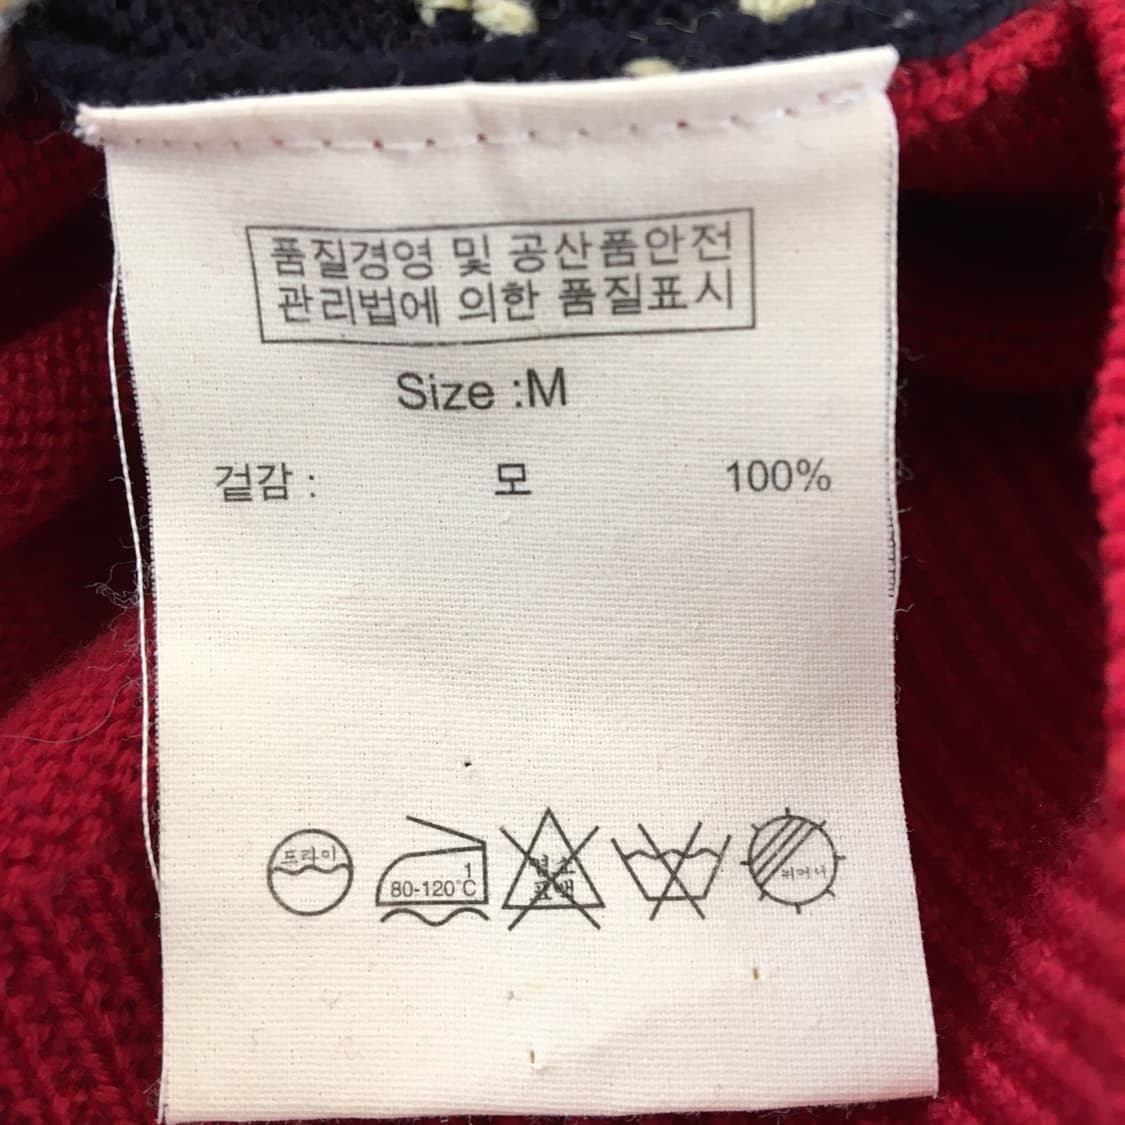 품질경영 및 공산품안전
관리법에 의한 품질표시
Size :M
겉감 : 모 100%
드라이
1
80-120°C
염소
표백
뉘어서